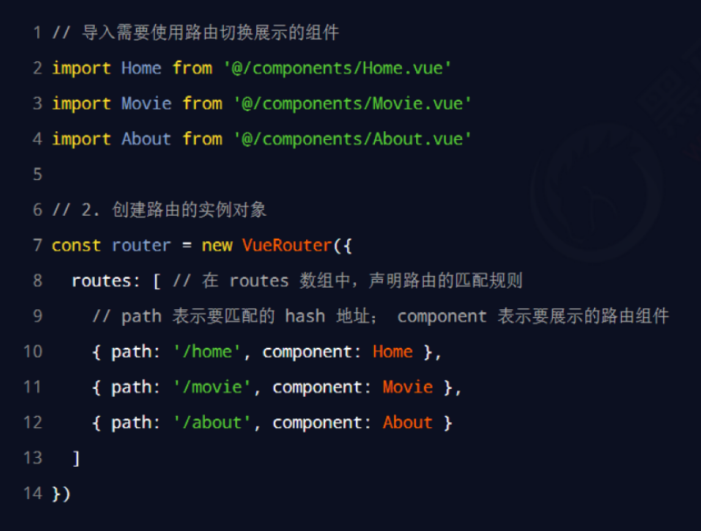 1 // 导入需要使用路由切换展示的组件
2 import Home from '@/components/Home.vue'
3 import Movie from '@/components/Movie.vue'
4 import About from '@/components/About.vue'
5
6 // 2. 创建路由的实例对象
7 const router = new VueRouter({
8   routes: [ // 在 routes 数组中，声明路由的匹配规则
9     // path 表示要匹配的 hash 地址； component 表示要展示的路由组件
10     { path: '/home', component: Home },
11     { path: '/movie', component: Movie },
12     { path: '/about', component: About }
13   ]
14 })